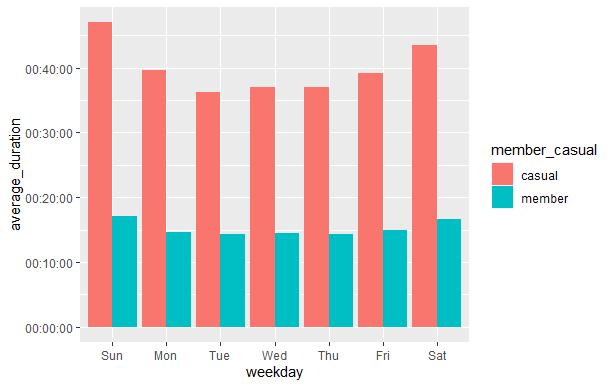 average_duration
00:40:00
00:30:00
00:20:00
00:10:00
00:00:00
Sun Mon Tue Wed Thu Fri Sat
weekday
member_casual
casual
member